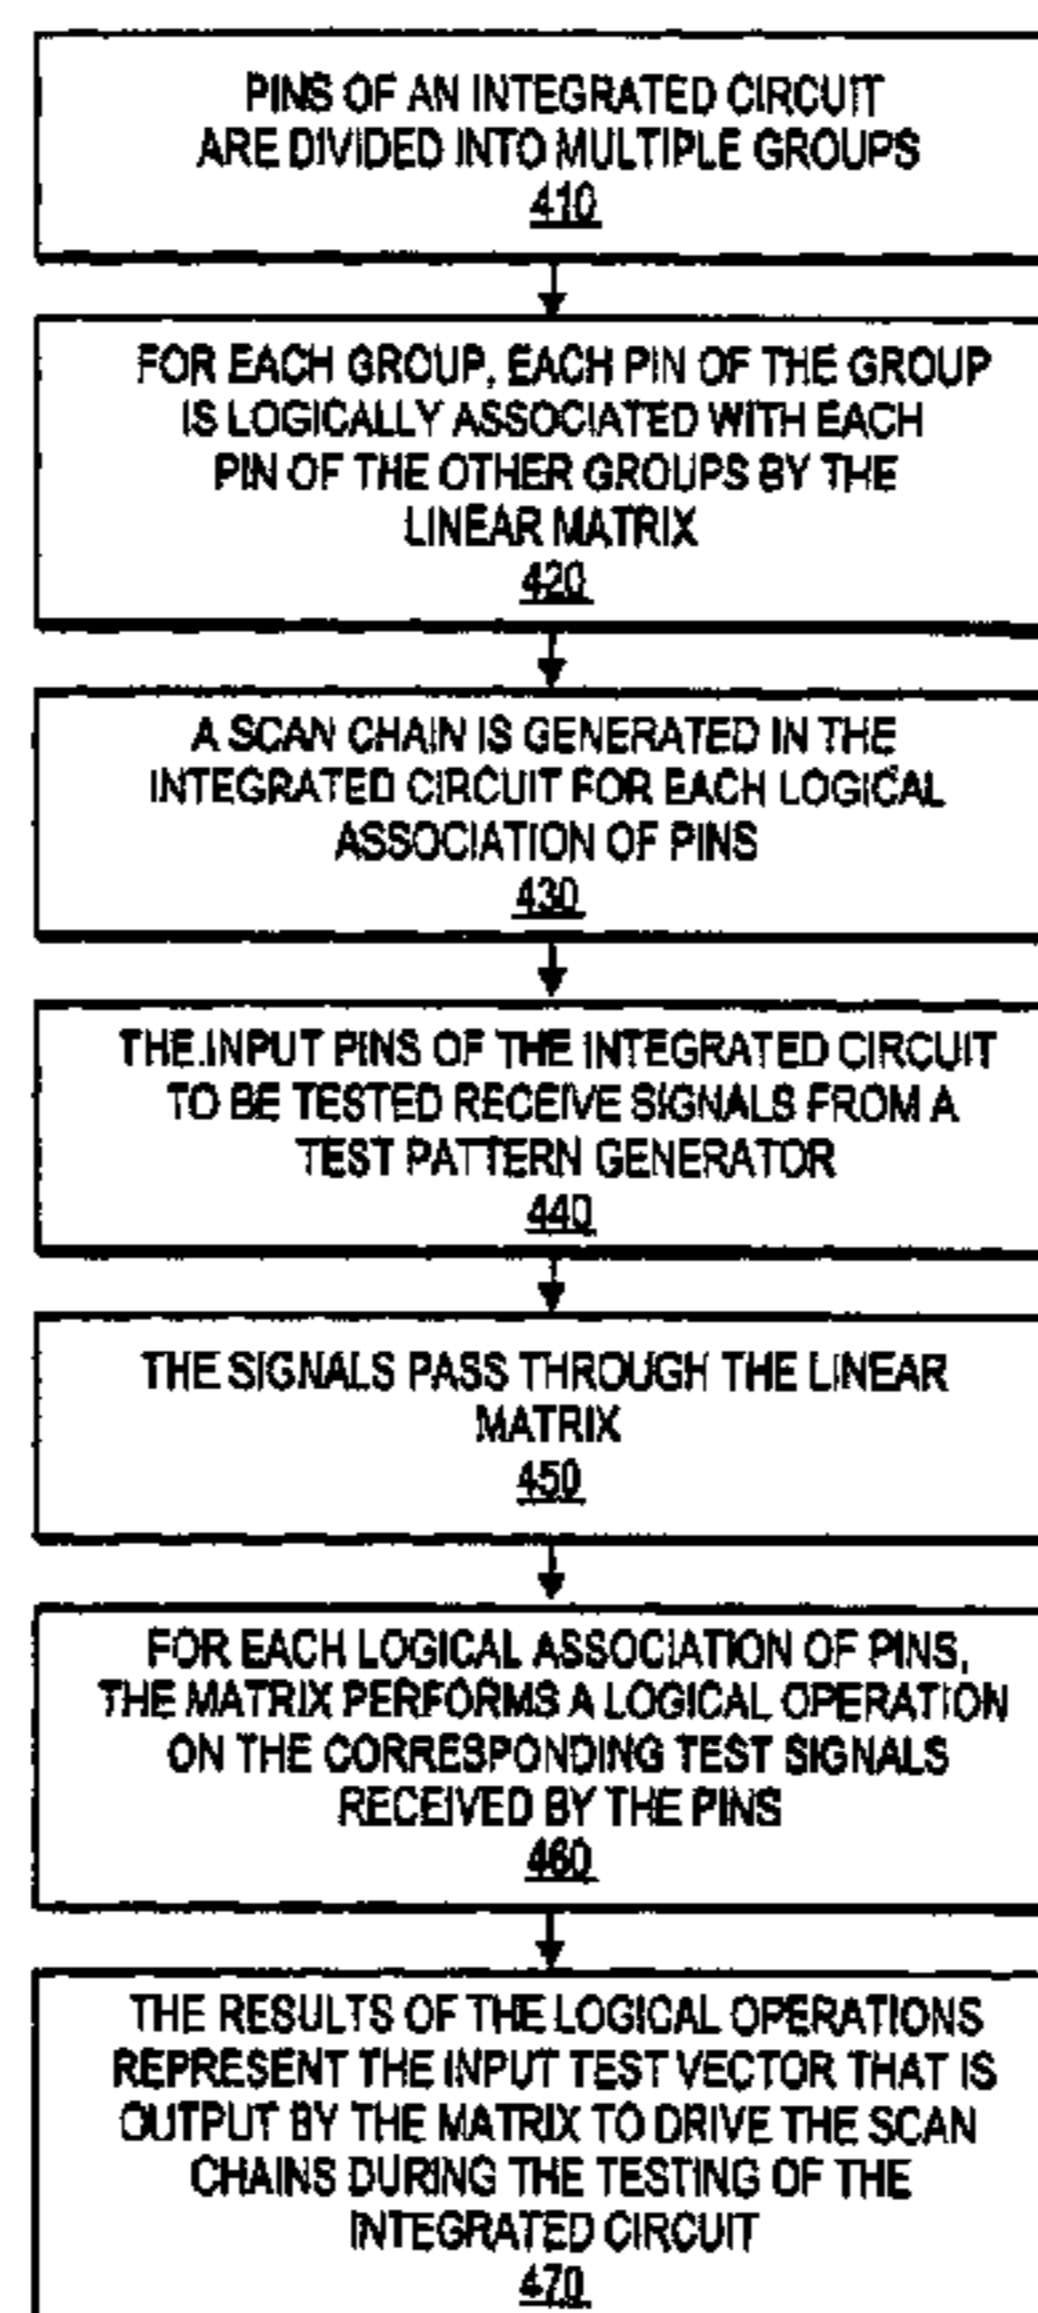 PINS OF AN INTEGRATED CIRCUIT
ARE DIVIDED INTO MULTIPLE GROUPS
410
FOR EACH GROUP, EACH PIN OF THE GROUP
IS LOGICALLY ASSOCIATED WITH EACH
PIN OF THE OTHER GROUPS BY THE
LINEAR MATRIX
420
A SCAN CHAIN IS GENERATED IN THE
INTEGRATED CIRCUIT FOR EACH LOGICAL
ASSOCIATION OF PINS
430
THE INPUT PINS OF THE INTEGRATED CIRCUIT
TO BE TESTED RECEIVE SIGNALS FROM A
TEST PATTERN GENERATOR
440
THE SIGNALS PASS THROUGH THE LINEAR
MATRIX
450
FOR EACH LOGICAL ASSOCIATION OF PINS,
THE MATRIX PERFORMS A LOGICAL OPERATION
ON THE CORRESPONDING TEST SIGNALS
RECEIVED BY THE PINS
460
THE RESULTS OF THE LOGICAL OPERATIONS
REPRESENT THE INPUT TEST VECTOR THAT IS
OUTPUT BY THE MATRIX TO DRIVE THE SCAN
CHAINS DURING THE TESTING OF THE
INTEGRATED CIRCUIT
470